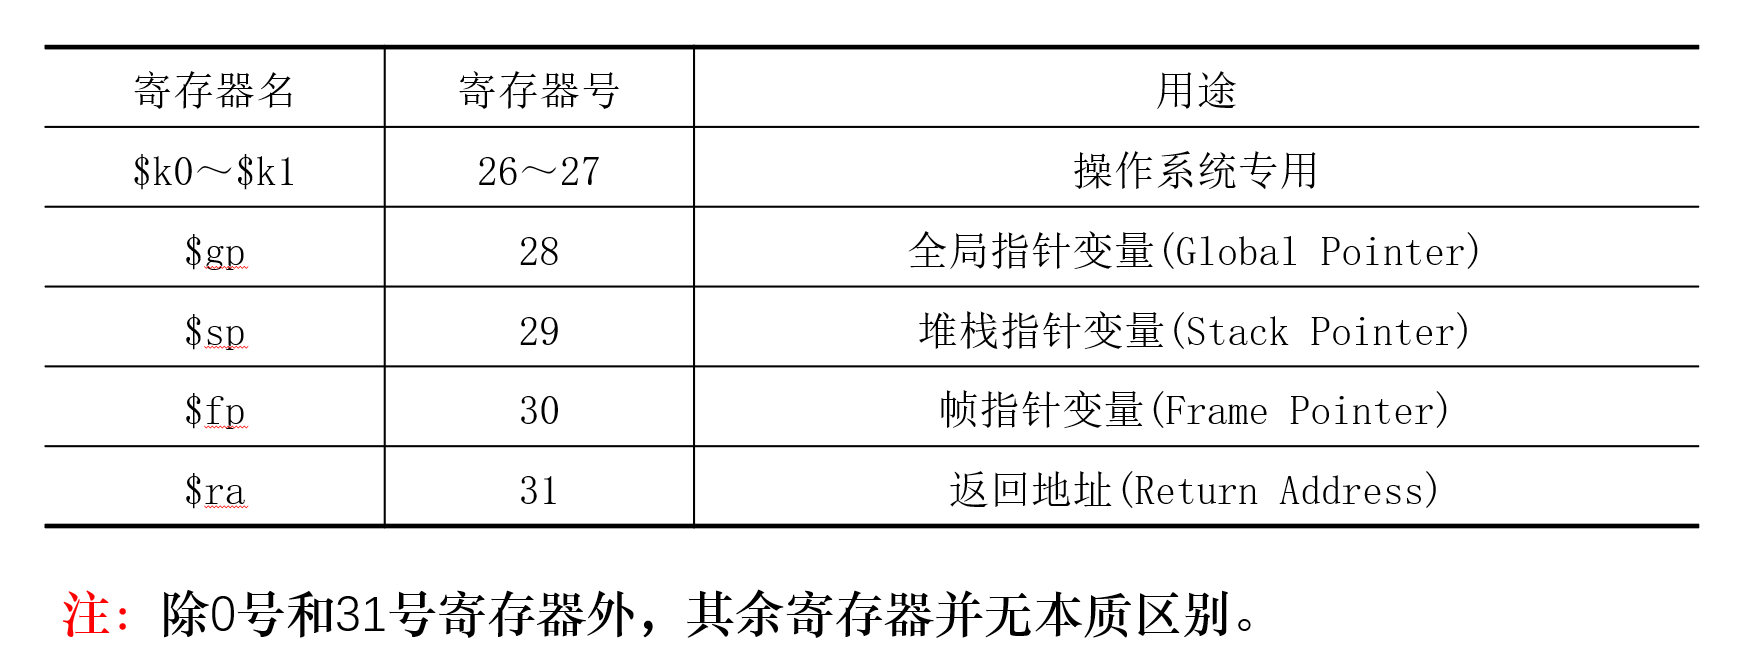 寄存器名 寄存器号 用途
$k0～$k1 26～27 操作系统专用
$gp 28 全局指针变量(Global Pointer)
$sp 29 堆栈指针变量(Stack Pointer)
$fp 30 帧指针变量(Frame Pointer)
$ra 31 返回地址(Return Address)
注：除0号和31号寄存器外，其余寄存器并无本质区别。